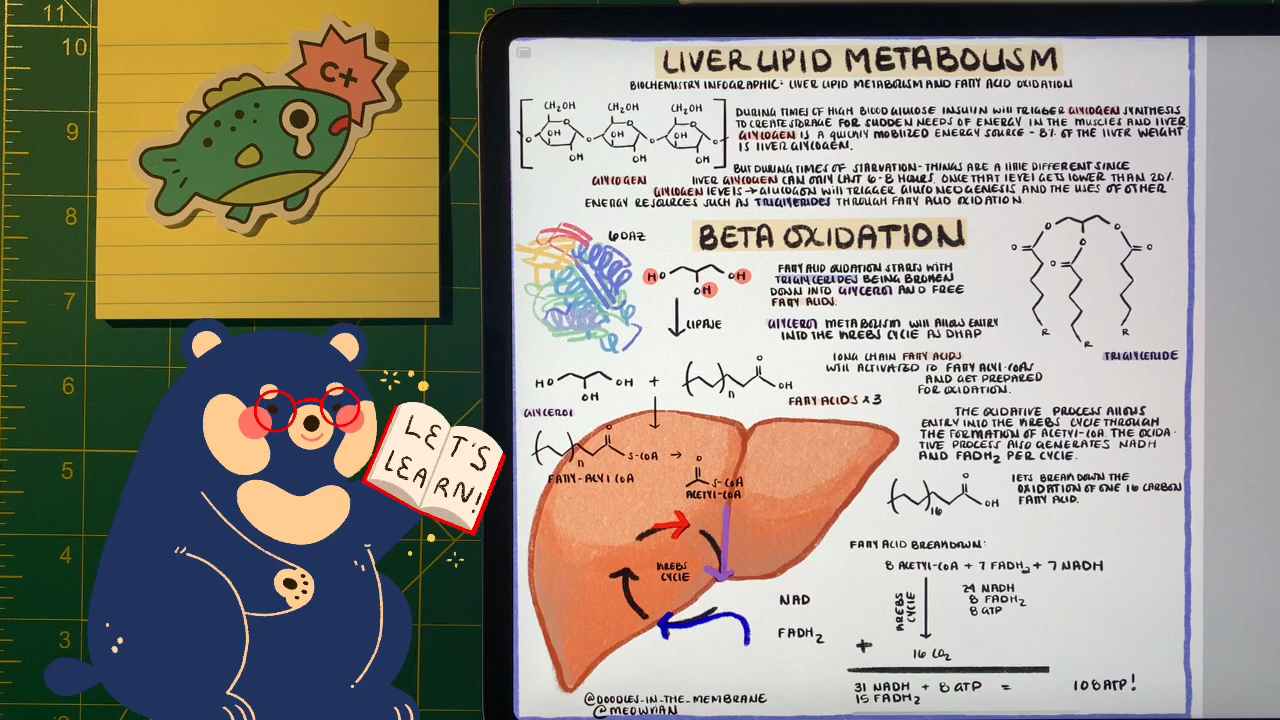 11
10
9
8
7
6
5
4
3
2
6
C+
LET'S
LEARN!
LIVER LIPID METABOLISM
BIOCHEMISTRY INFOGRAPHIC: LIVER LIPID METABOLISM AND FATTY ACID OXIDATION
CH₂OH CH₂OH CH₂OH
OH OH OH
O O O O
OH OH OH
GLYCOGEN
DURING TIMES OF HIGH BLOOD GLUCOSE INSULIN WILL TRIGGER GLYCOGEN SYNTHESIS
TO CREATE STORAGE FOR SUDDEN NEEDS OF ENERGY IN THE MUSCLES AND LIVER.
GLYCOGEN IS A QUICKLY MOBILIZED ENERGY SOURCE - 8% OF THE LIVER WEIGHT
IS LIVER GLYCOGEN.
BUT DURING TIMES OF STARVATION - THINGS ARE A LITTLE DIFFERENT SINCE
LIVER GLYCOGEN CAN ONLY LAST 6-8 HOURS, ONCE THAT LEVEL GETS LOWER THAN 20%
GLYCOGEN LEVELS → GLUCOGON WILL TRIGGER GLUCONEOGENESIS AND THE USES OF OTHER
ENERGY RESOURCES SUCH AS TRIGLYERIDES THROUGH FATTY ACID OXIDATION.
BETA OXIDATION
6OAZ
HO OH
OH
LIPASE
FATTY ACID OXIDATION STARTS WITH
TRIGLYCERIDES BEING BROKEN
DOWN INTO GLYCEROL AND FREE
FATTY ACIDS.
GLYCEROL METABOLISM WILL ALLOW ENTRY
INTO THE KREBS CYCLE AS DHAP
O O
O O
O O
R R R
TRIGLYCERIDE
HO OH + n O OH
OH
GLYCEROL
FATTY ACIDS x 3
LONG CHAIN FATTY ACIDS
WILL ACTIVATED TO FATTY ACYL-COAS
AND GET PREPARED
FOR OXIDATION.
THE OXIDATIVE PROCESS ALLOWS
ENTRY INTO THE KREBS CYCLE THROUGH
THE FORMATION OF ACETYL-COA. THE OXIDA-
TIVE PROCESS ALSO GENERATES NADH
AND FADH₂ PER CYCLE.
n O S-COA →
FATTY-ACYL COA
O S-COA
ACETYL-COA
KREBS
CYCLE
NAD
FADH₂
16 O OH
LETS BREAK DOWN THE
OXIDATION OF ONE 16 CARBON
FATTY ACID.
FATTY ACID BREAKDOWN:
8 ACETYL-COA + 7 FADH₂ + 7 NADH
KREBS
CYCLE
24 NADH
8 FADH₂
8 ATP
+
16 CO₂
31 NADH + 8 ATP = 108 ATP!
15 FADH₂
@DOODLES_IN_THE_MEMBRANE
@MEOWVIAN